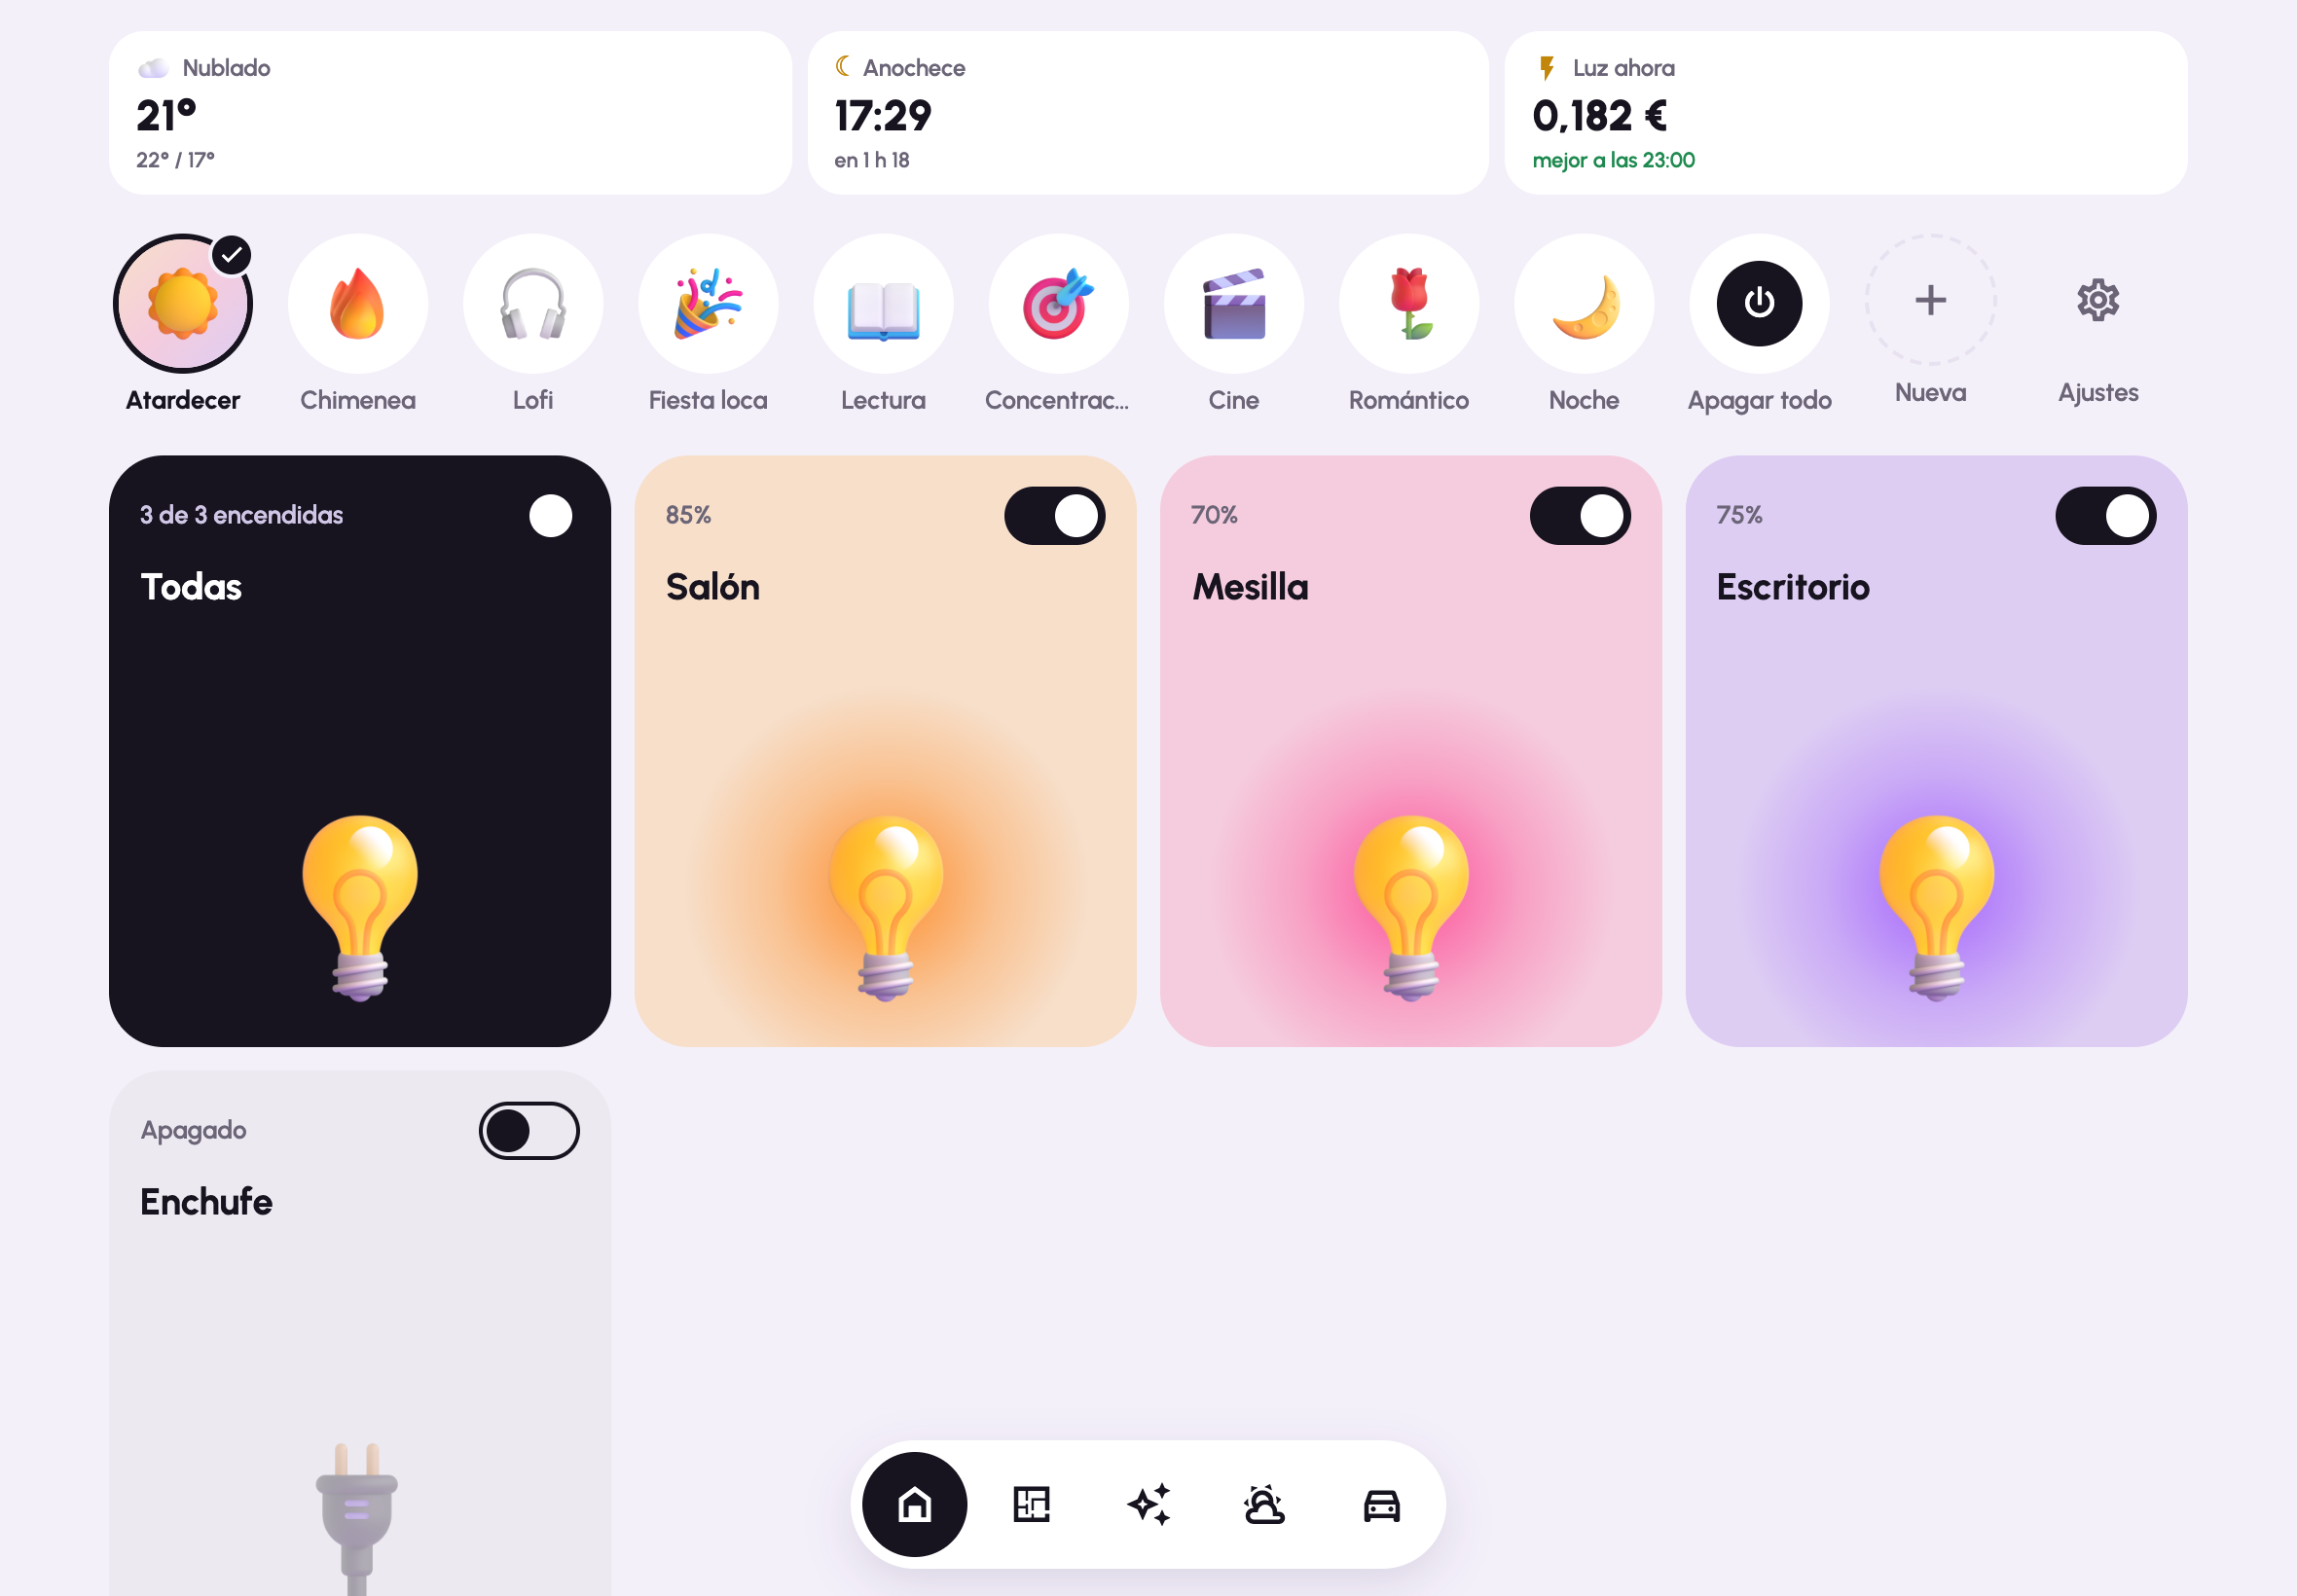 Nublado
21°
22° / 17°
Anochece
17:29
en 1 h 18
Luz ahora
0,182 €
mejor a las 23:00
Atardecer
Chimenea
Lofi
Fiesta loca
Lectura
Concentrac...
Cine
Romántico
Noche
Apagar todo
Nueva
Ajustes
3 de 3 encendidas
Todas
85%
Salón
70%
Mesilla
75%
Escritorio
Apagado
Enchufe